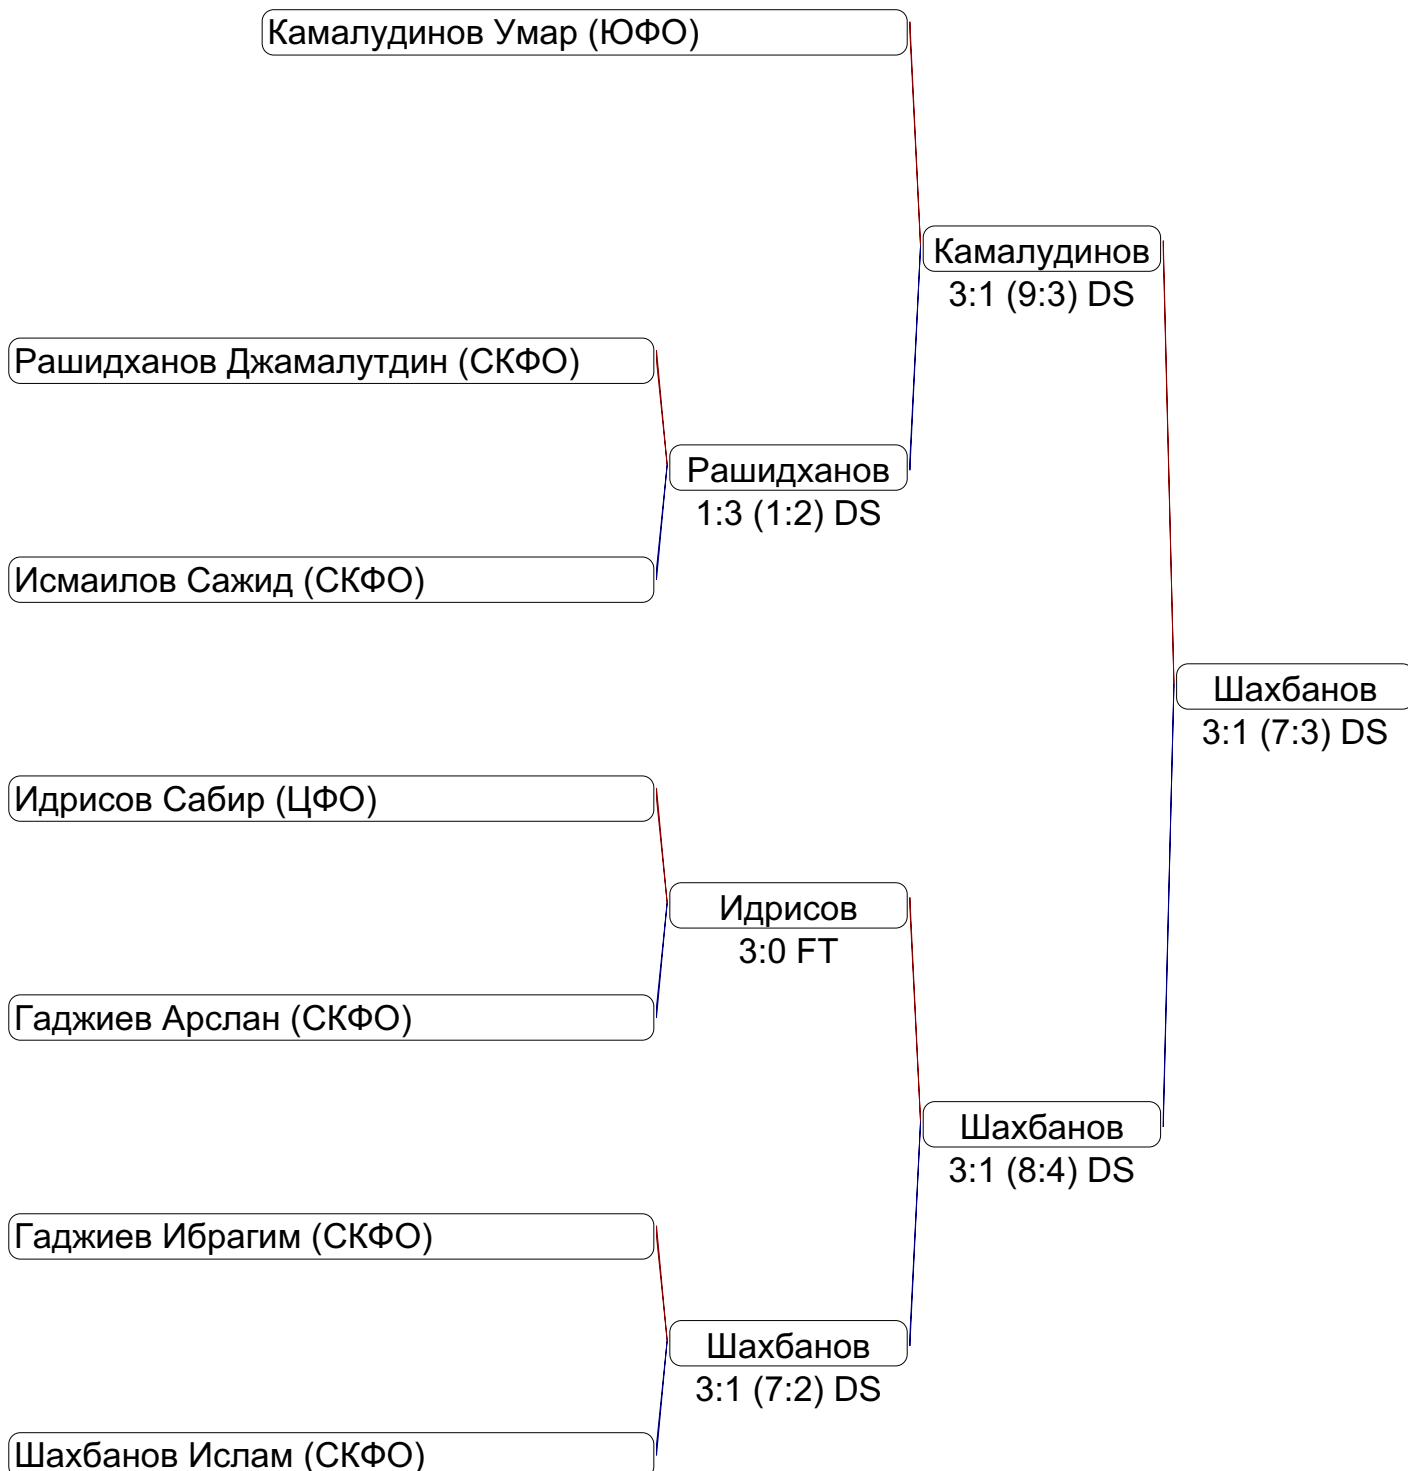 Камалудинов Умар (ЮФО)
Камалудинов
3:1 (9:3) DS
Рашидханов Джамалутдин (СКФО)
Рашидханов
1:3 (1:2) DS
Исмаилов Сажид (СКФО)
Шахбанов
3:1 (7:3) DS
Идрисов Сабир (ЦФО)
Идрисов
3:0 FT
Гаджиев Арслан (СКФО)
Шахбанов
3:1 (8:4) DS
Гаджиев Ибрагим (СКФО)
Шахбанов
3:1 (7:2) DS
Шахбанов Ислам (СКФО)